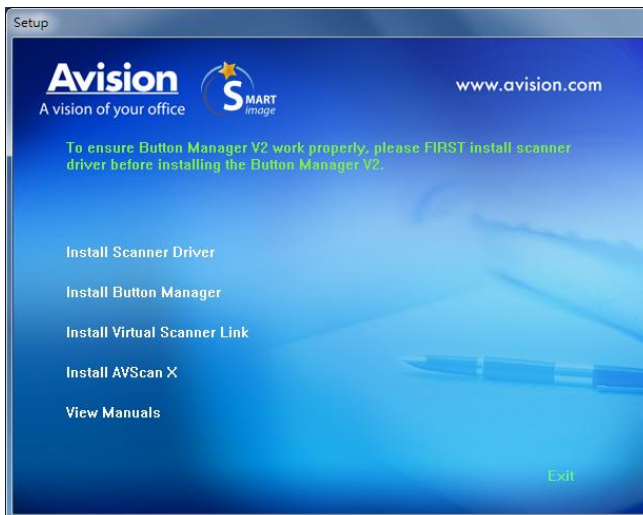 Setup
Avision
A vision of your office
SMART
image
www.avision.com
To ensure Button Manager V2 work properly, please FIRST install scanner
driver before installing the Button Manager V2.
Install Scanner Driver
Install Button Manager
Install Virtual Scanner Link
Install AVScan X
View Manuals
Exit